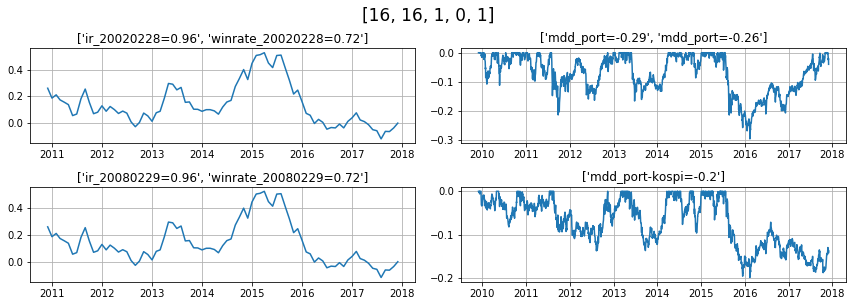 [16, 16, 1, 0, 1]
['ir_20020228=0.96', 'winrate_20020228=0.72']
0.4
0.2
0.0
2011 2012 2013 2014 2015 2016 2017 2018
['mdd_port=-0.29', 'mdd_port=-0.26']
0.0
−0.1
−0.2
−0.3
2010 2011 2012 2013 2014 2015 2016 2017 2018
['ir_20080229=0.96', 'winrate_20080229=0.72']
0.4
0.2
0.0
2011 2012 2013 2014 2015 2016 2017 2018
['mdd_port-kospi=-0.2']
0.0
−0.1
−0.2
2010 2011 2012 2013 2014 2015 2016 2017 2018